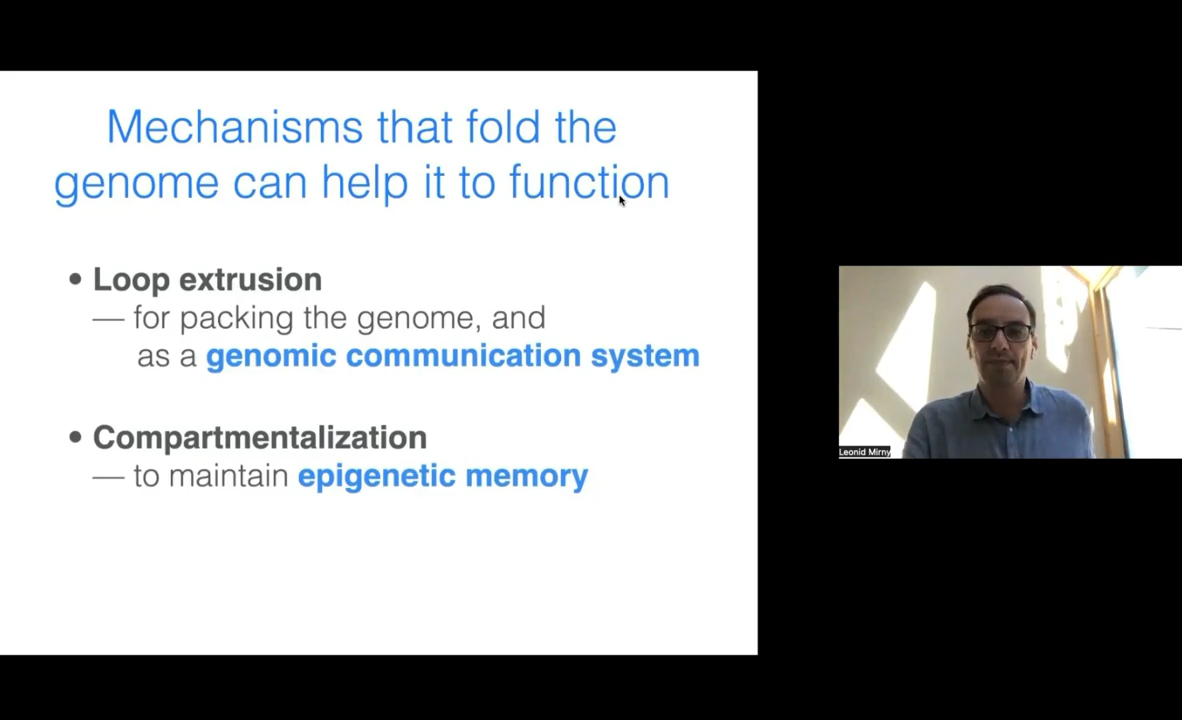 Mechanisms that fold the
genome can help it to function
• Loop extrusion
— for packing the genome, and
as a genomic communication system
• Compartmentalization
— to maintain epigenetic memory
Leonid Mirny